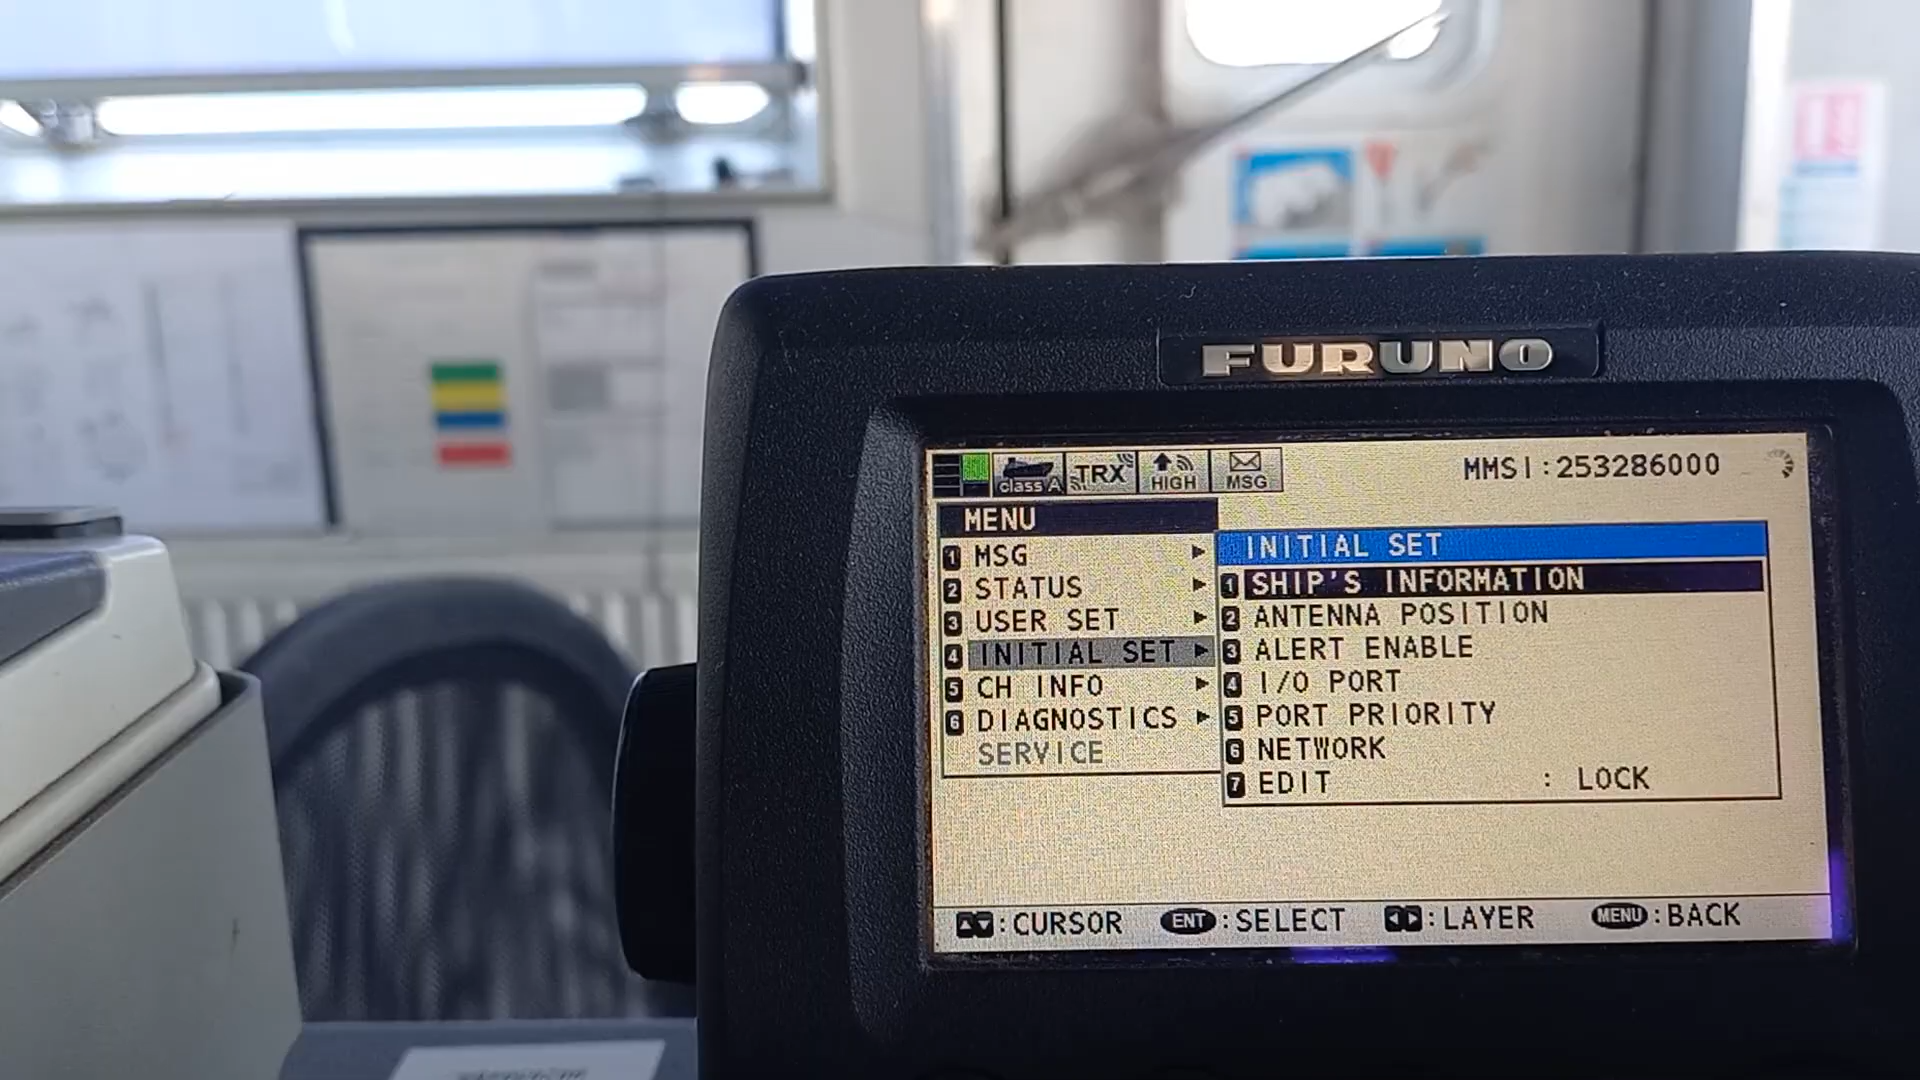 FURUNO
class A TRX HIGH MSG MMSI:253286000
MENU
1 MSG ▶
2 STATUS ▶
3 USER SET ▶
4 INITIAL SET ▶
5 CH INFO ▶
6 DIAGNOSTICS ▶
SERVICE
INITIAL SET
1 SHIP'S INFORMATION
2 ANTENNA POSITION
3 ALERT ENABLE
4 I/O PORT
5 PORT PRIORITY
6 NETWORK
7 EDIT : LOCK
▲▼:CURSOR ENT:SELECT ◀▶:LAYER MENU:BACK